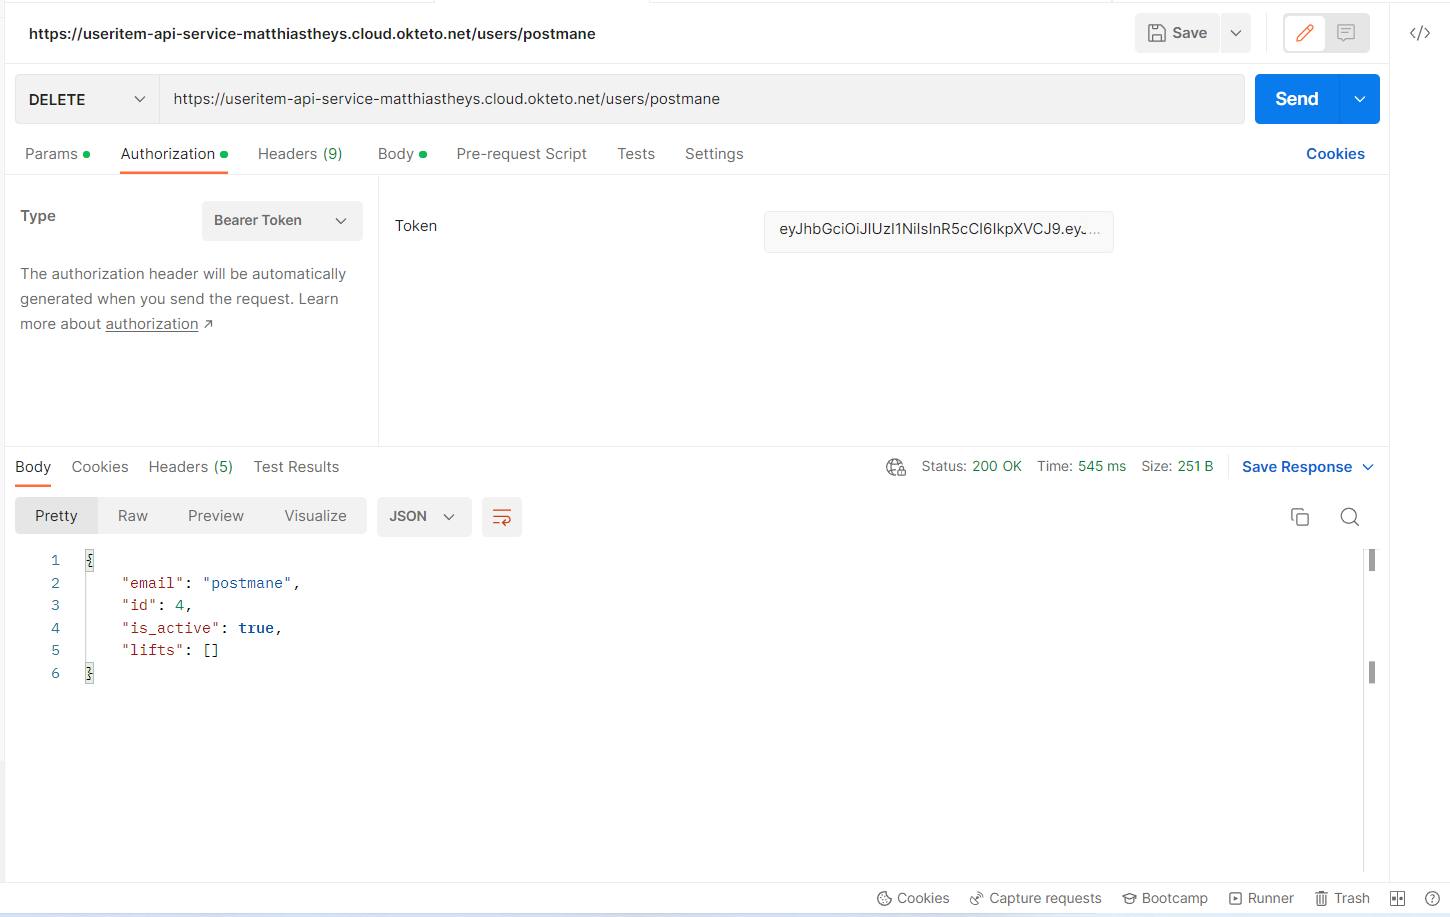 https://useritem-api-service-matthiastheys.cloud.okteto.net/users/postmane
Save
DELETE
https://useritem-api-service-matthiastheys.cloud.okteto.net/users/postmane
Send
Params
Authorization
Headers (9)
Body
Pre-request Script
Tests
Settings
Cookies
Type
Bearer Token
The authorization header will be automatically
generated when you send the request. Learn
more about authorization ↗
Token
eyJhbGciOiJIUzI1NiIsInR5cCI6IkpXVCJ9.eyJ...
Body
Cookies
Headers (5)
Test Results
Status: 200 OK
Time: 545 ms
Size: 251 B
Save Response
Pretty
Raw
Preview
Visualize
JSON
1 {
2 "email": "postmane",
3 "id": 4,
4 "is_active": true,
5 "lifts": []
6 }
Cookies
Capture requests
Bootcamp
Runner
Trash